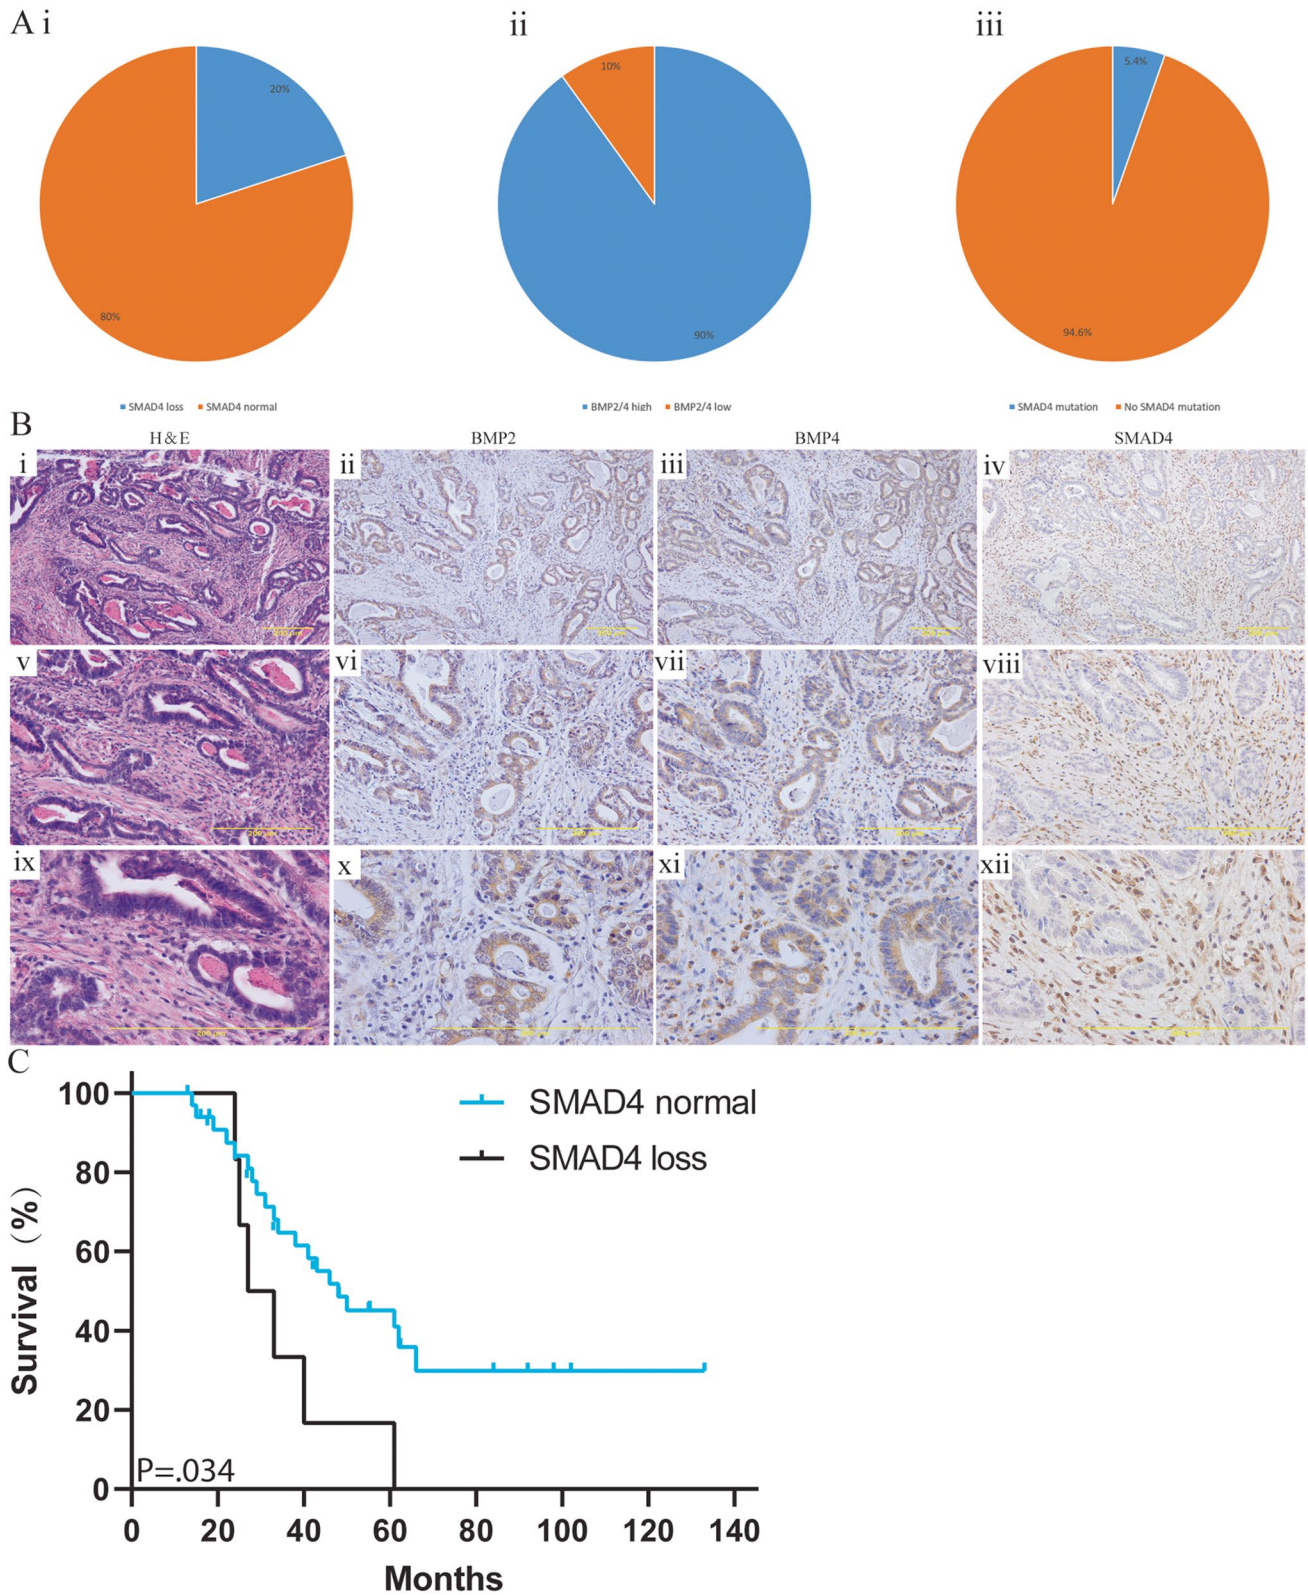 A i
ii
iii
20%
80%
10%
90%
5.4%
94.6%
SMAD4 loss SMAD4 normal
BMP2/4 high BMP2/4 low
SMAD4 mutation No SMAD4 mutation
B
H&E BMP2 BMP4 SMAD4
i ii iii iv
v vi vii viii
200 µm
ix x xi xii
C
100
80
60
40
20
0
Survival (%)
SMAD4 normal
SMAD4 loss
P=.034
0 20 40 60 80 100 120 140
Months